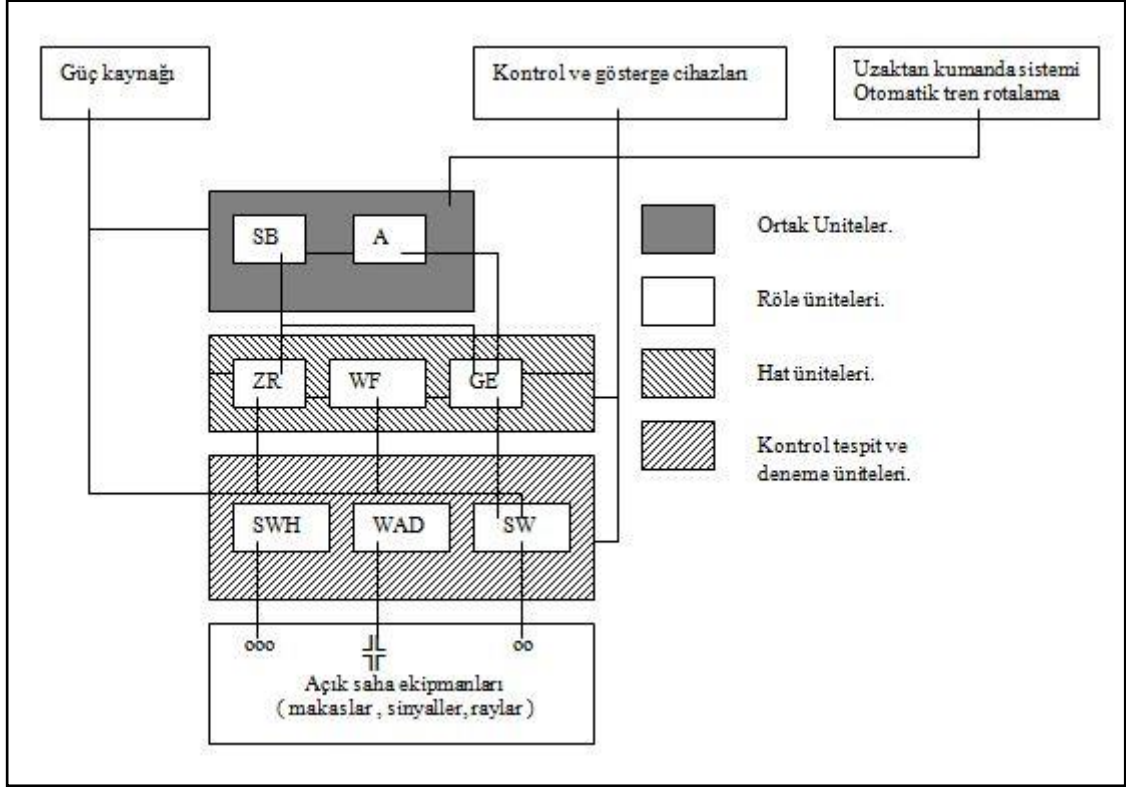 Güç kaynağı
Kontrol ve gösterge cihazları
Uzaktan kumanda sistemi
Otomatik tren rotalama
SB
A
Ortak Uniteler.
Röle üniteleri.
ZR
WF
GE
Hat üniteleri.
Kontrol tespit ve
deneme üniteleri.
SWH
WAD
SW
ooo
oo
Açık saha ekipmanları
( makaslar , sinyaller, raylar )